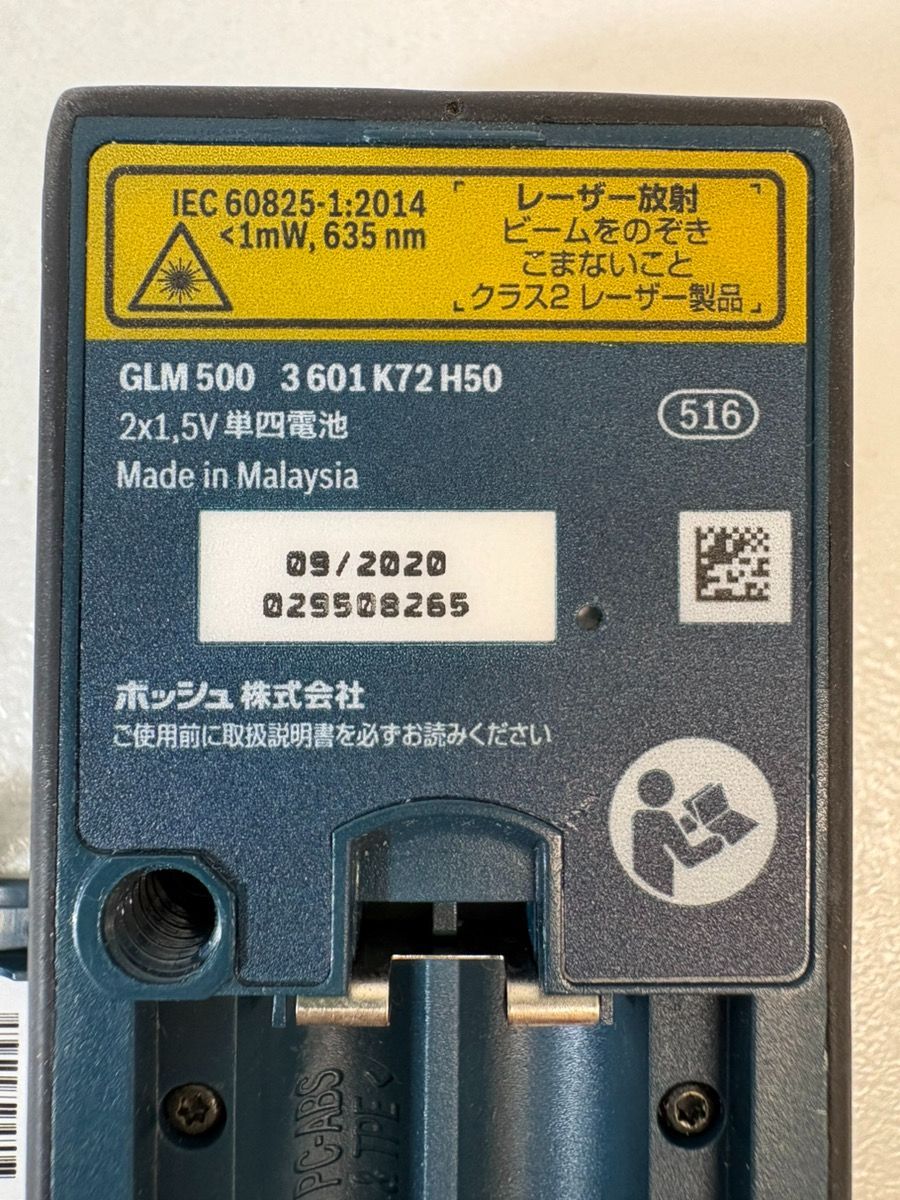 IEC 60825-1:2014
<1mW, 635 nm
レーザー放射
ビームをのぞき
こまないこと
クラス2 レーザー製品
GLM 500 3 601 K72 H50
2x1,5V 単四電池
Made in Malaysia
516
09/2020
029508265
ボッシュ 株式会社
ご使用前に取扱説明書を必ずお読みください
PC-ABS
& TPE <